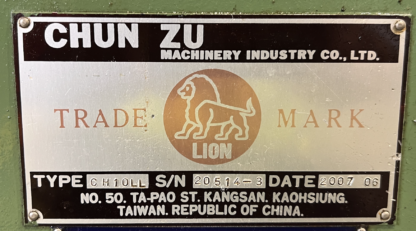 CHUN ZU
MACHINERY INDUSTRY CO., LTD.
TRADE MARK
LION
TYPE CH10LL S/N 20514-3 DATE 2007 06
NO. 50. TA-PAO ST. KANGSAN. KAOHSIUNG.
TAIWAN. REPUBLIC OF CHINA.